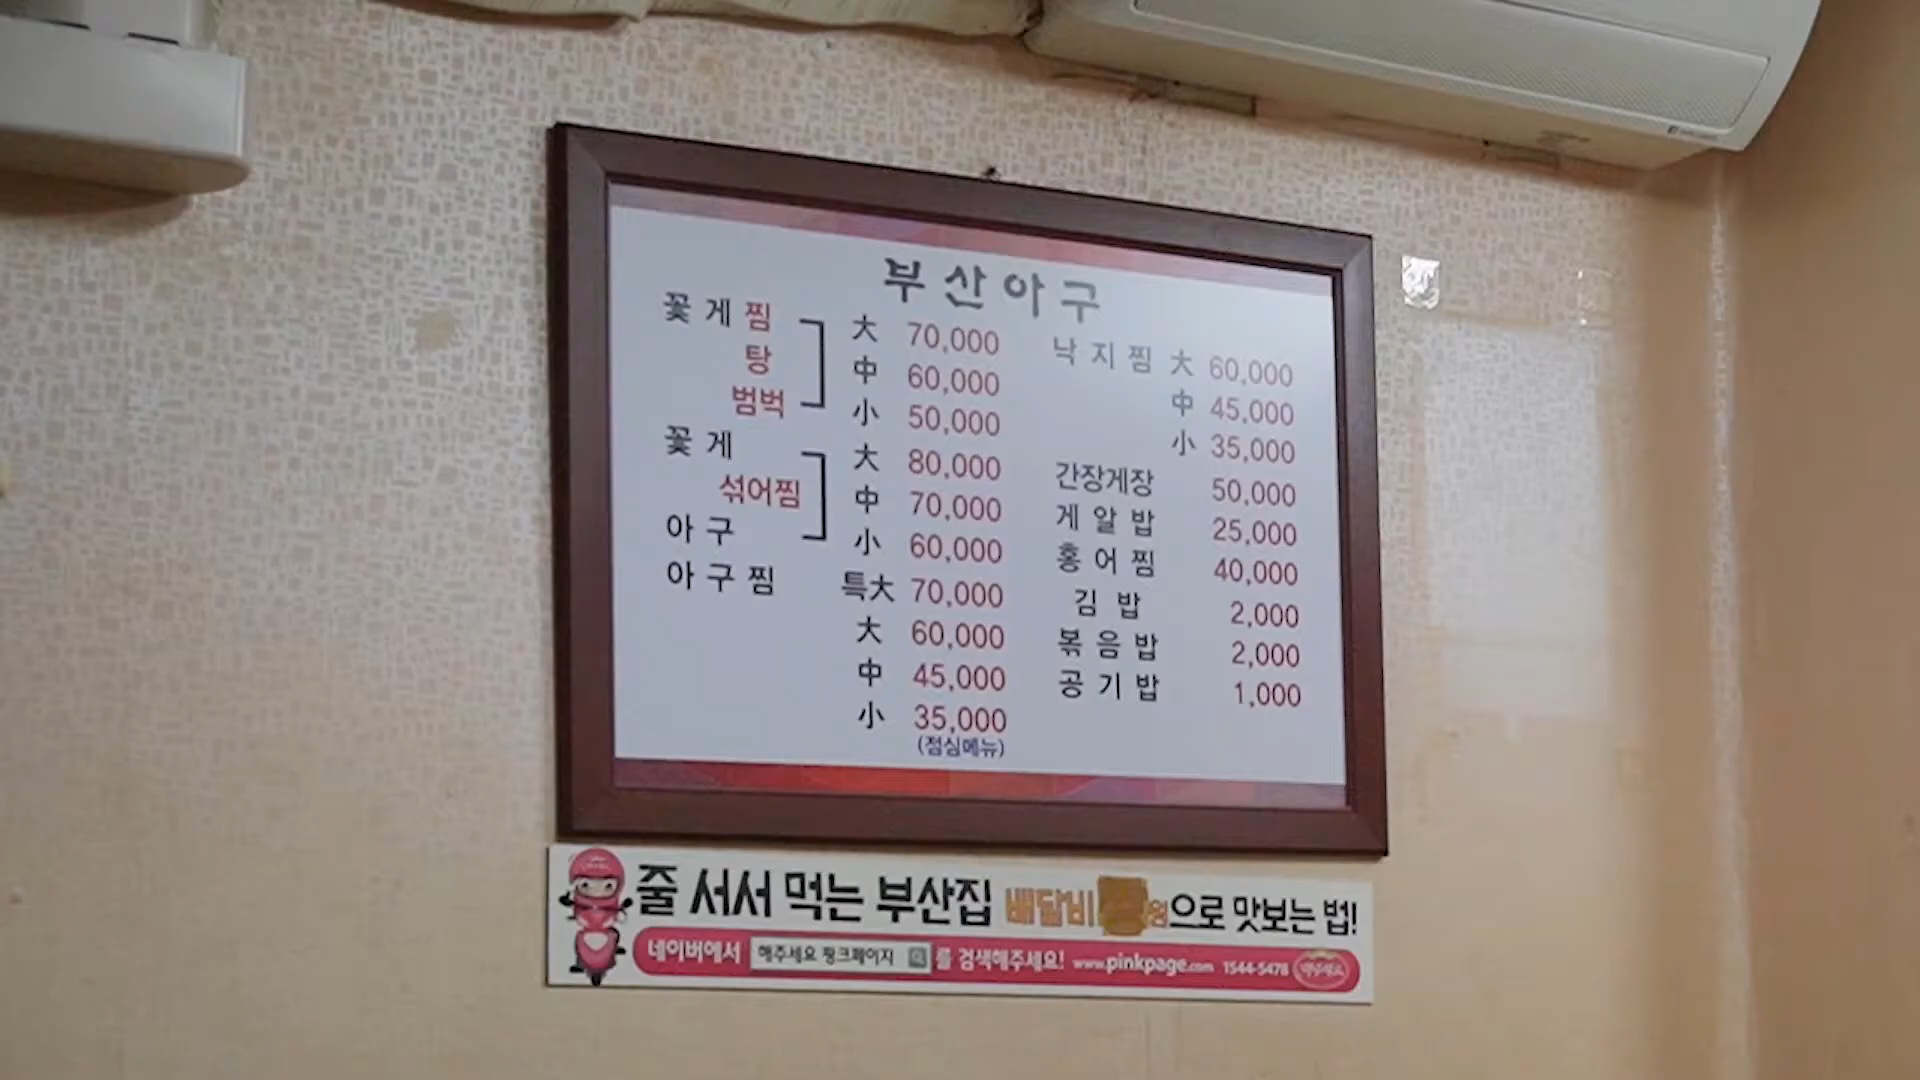 부산아구
꽃게찜 大 70,000
탕 中 60,000
범벅 小 50,000
꽃게 大 80,000
섞어찜 中 70,000
아구 小 60,000
아구찜 특大 70,000
大 60,000
中 45,000
小 35,000
(점심메뉴)
낙지찜 大 60,000
中 45,000
小 35,000
간장게장 50,000
게알밥 25,000
홍어찜 40,000
김밥 2,000
볶음밥 2,000
공기밥 1,000
줄 서서 먹는 부산집 배달비 원으로 맛보는 법!
네이버에서 해주세요 핑크페이지 를 검색해주세요! www.pinkpage.com 1544-5478